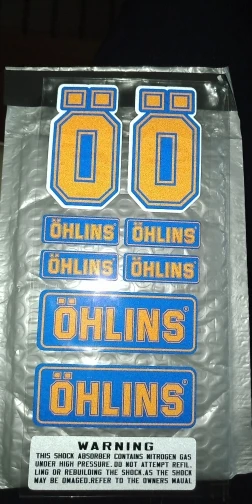 Ö Ö
ÖHLINS ÖHLINS
ÖHLINS ÖHLINS
ÖHLINS®
ÖHLINS®
WARNING
THIS SHOCK ABSORBER CONTAINS NITROGEN GAS
UNDER HIGH PRESSURE. DO NOT ATTEMPT REFIL.
LING OR REBUILDING THE SHOCK.AS THE SHOCK
MAY BE OMAGED.REFER TO THE OWNERS MAUAL